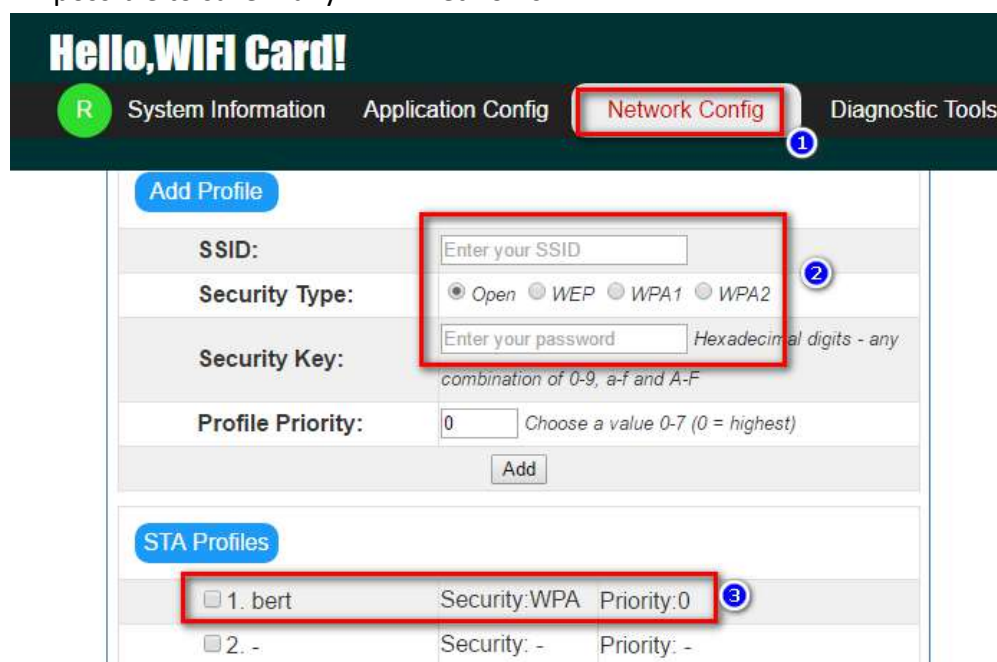 Hello,WIFI Card!
R System Information Application Config Network Config Diagnostic Tools
1
Add Profile
SSID: Enter your SSID
2
Security Type: Open WEP WPA1 WPA2
Security Key: Enter your password Hexadecimal digits - any
combination of 0-9, a-f and A-F
Profile Priority: 0 Choose a value 0-7 (0 = highest)
Add
STA Profiles
1. bert Security:WPA Priority:0 3
2. - Security: - Priority: -